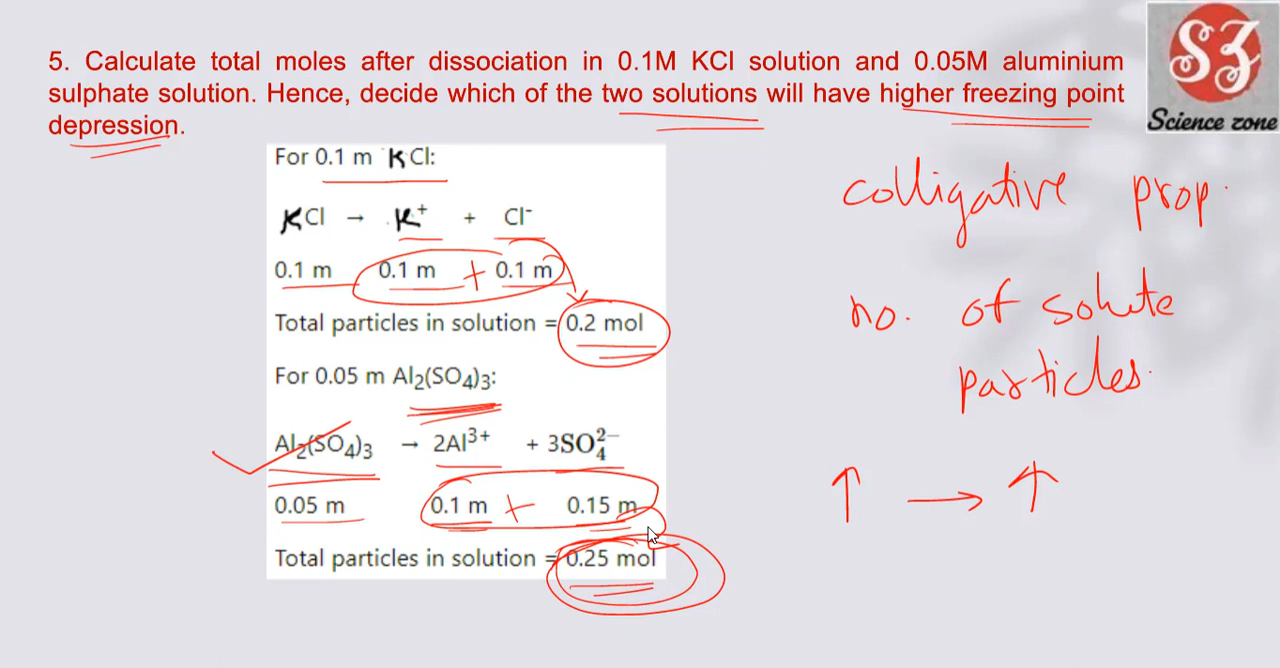 SZ
Science zone
5. Calculate total moles after dissociation in 0.1M KCl solution and 0.05M aluminium
sulphate solution. Hence, decide which of the two solutions will have higher freezing point
depression.
For 0.1 m KCl:
KCl → K⁺ + Cl⁻
0.1 m 0.1 m + 0.1 m
Total particles in solution = 0.2 mol
For 0.05 m Al₂(SO₄)₃:
Al₂(SO₄)₃ → 2Al³⁺ + 3SO₄²⁻
0.05 m 0.1 m + 0.15 m
Total particles in solution = 0.25 mol
colligative prop.
no. of solute
particles.
↑ → ↑